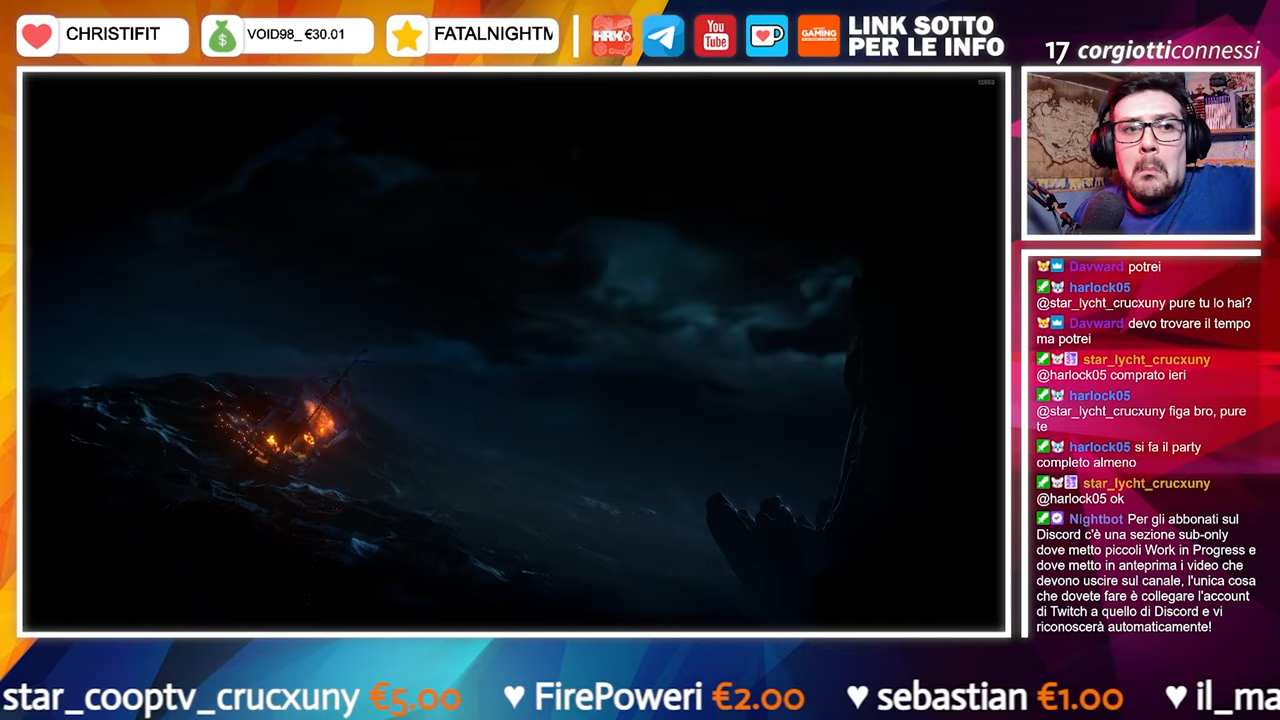 CHRISTIFIT
VOID98_ €30.01
FATALNIGHTM
HRK
You
Tube
GAMING
LINK SOTTO
PER LE INFO
17 corgiotticonnessi
Davward potrei
harlock05
@star_lycht_crucxuny pure tu lo hai?
Davward devo trovare il tempo
ma potrei
star_lycht_crucxuny
@harlock05 comprato ieri
harlock05
@star_lycht_crucxuny figa bro, pure
te
harlock05 si fa il party
completo almeno
star_lycht_crucxuny
@harlock05 ok
Nightbot Per gli abbonati sul
Discord c'è una sezione sub-only
dove metto piccoli Work in Progress e
dove metto in anteprima i video che
devono uscire sul canale, l'unica cosa
che dovete fare è collegare l'account
di Twitch a quello di Discord e vi
riconoscerà automaticamente!
star_cooptv_crucxuny €5.00 ♥ FirePoweri €2.00 ♥ sebastian €1.00 ♥ il_ma